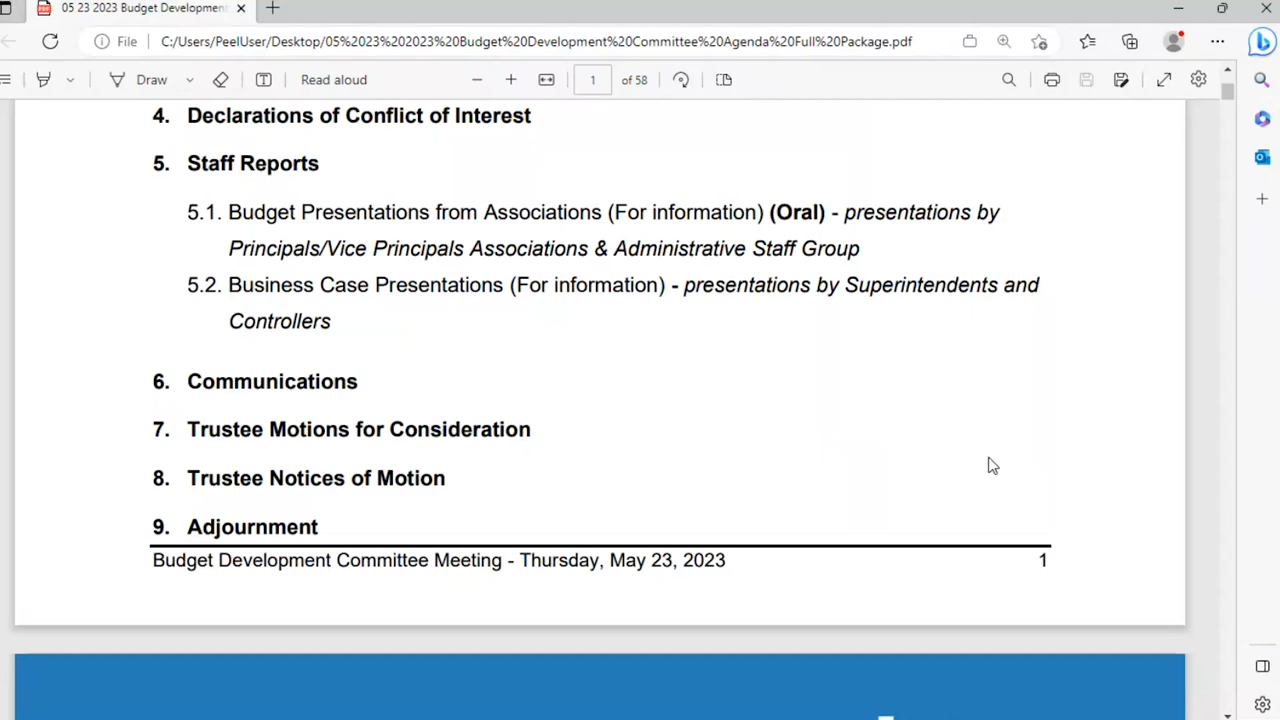 05 23 2023 Budget Development
File C:/Users/PeelUser/Desktop/05%2023%202023%20Budget%20Development%20Committee%20Agenda%20Full%20Package.pdf
Draw Read aloud 1 of 58
4. Declarations of Conflict of Interest
5. Staff Reports
5.1. Budget Presentations from Associations (For information) (Oral) - presentations by
Principals/Vice Principals Associations & Administrative Staff Group
5.2. Business Case Presentations (For information) - presentations by Superintendents and
Controllers
6. Communications
7. Trustee Motions for Consideration
8. Trustee Notices of Motion
9. Adjournment
Budget Development Committee Meeting - Thursday, May 23, 2023 1